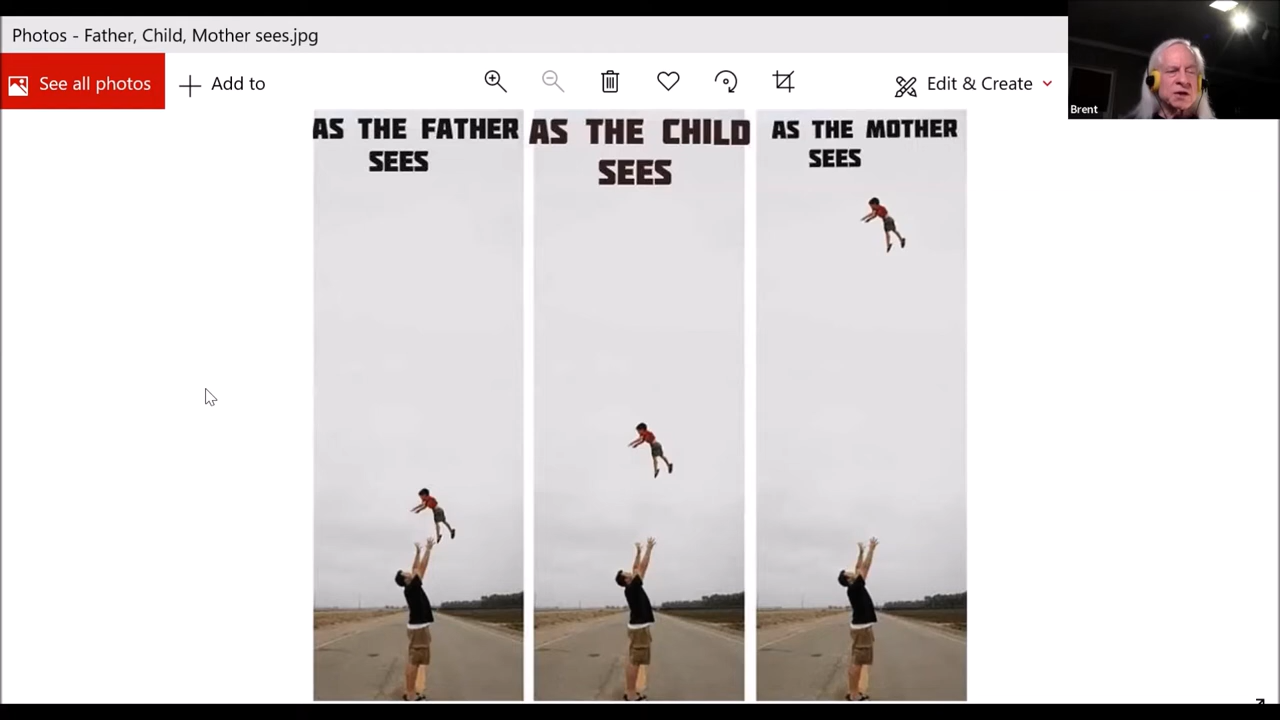 Photos - Father, Child, Mother sees.jpg
See all photos
Add to
Edit & Create
Brent
AS THE FATHER
SEES
AS THE CHILD
SEES
AS THE MOTHER
SEES